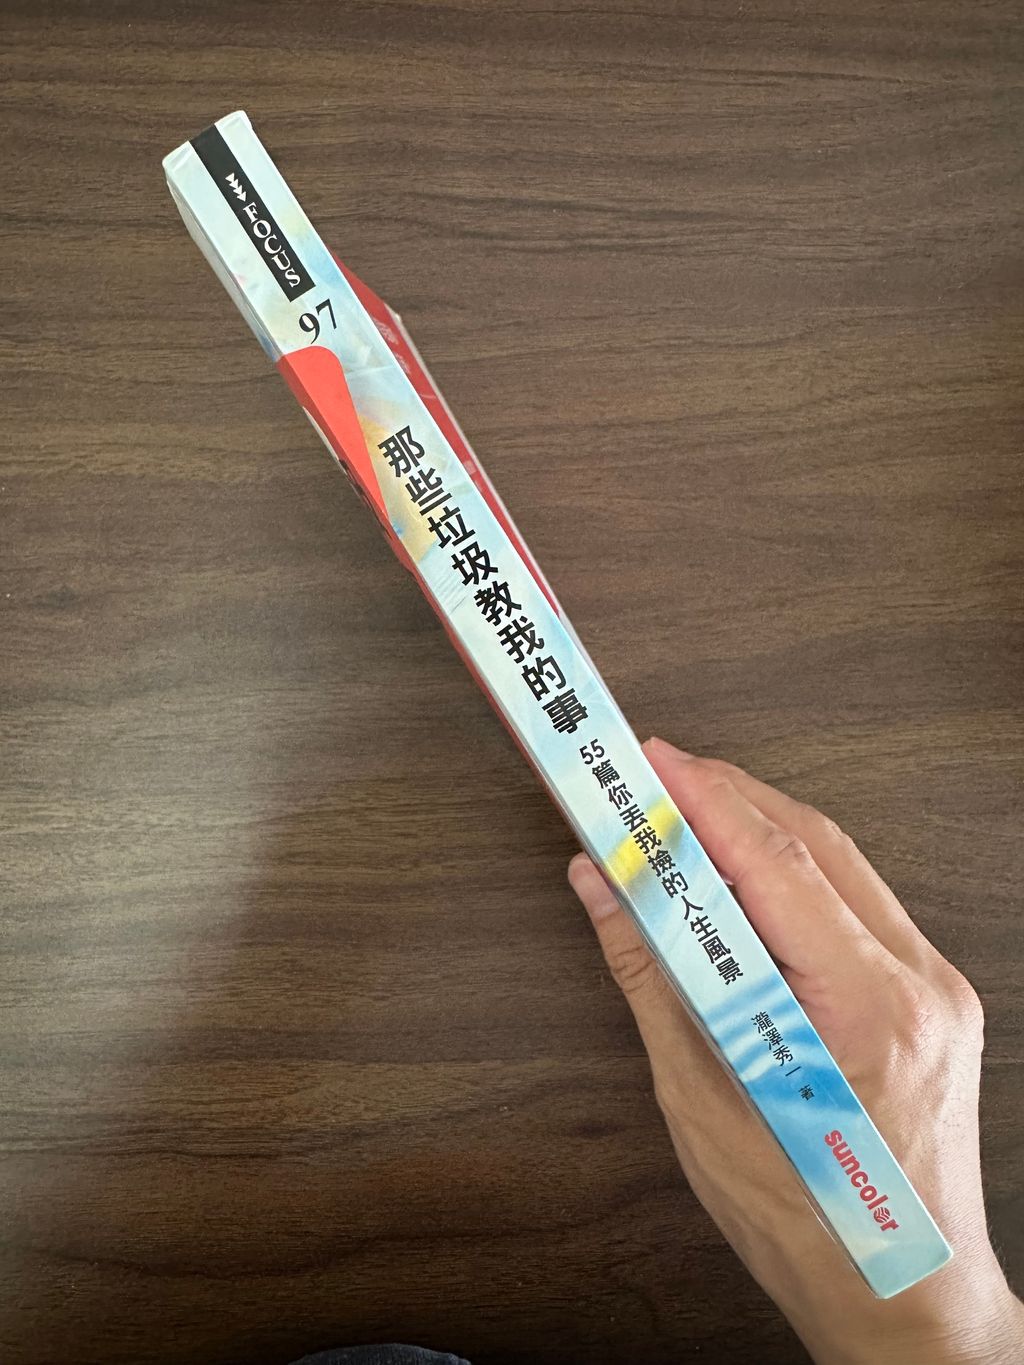 FOCUS
97
那些垃圾教我的事
55篇你丟我撿的人生風景
瀧澤秀一 著
suncolor